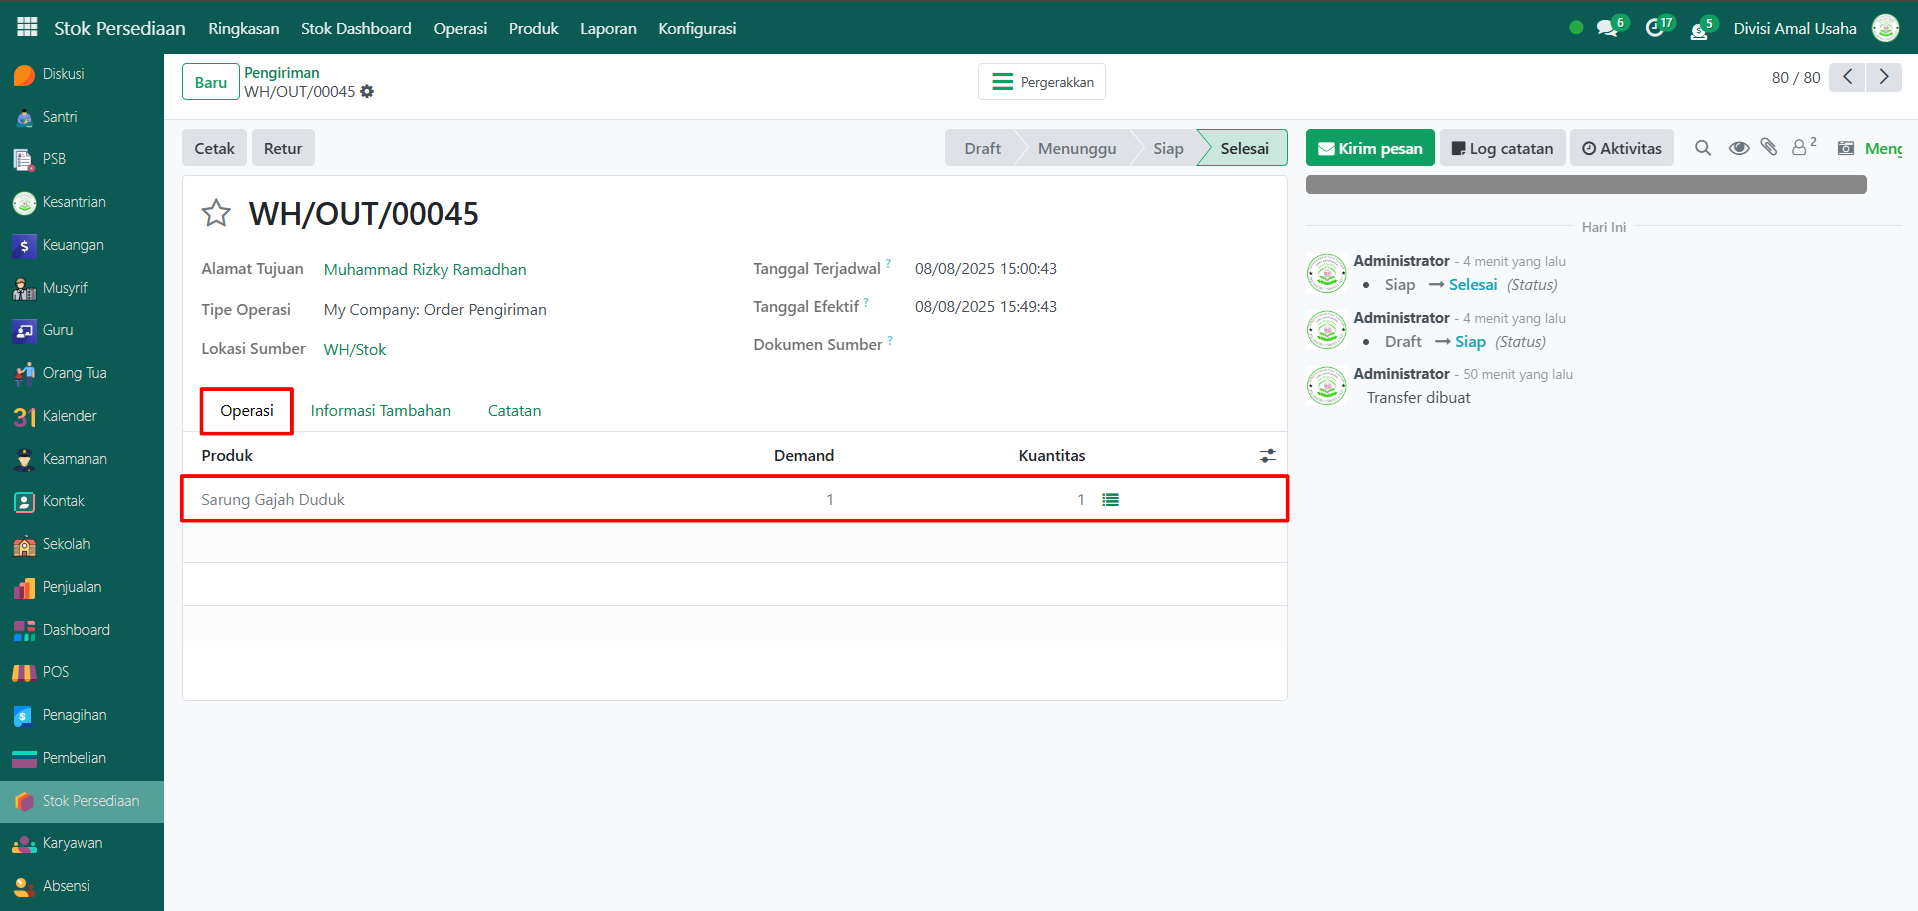 Stok Persediaan Ringkasan Stok Dashboard Operasi Produk Laporan Konfigurasi 6 17 5 Divisi Amal Usaha
Diskusi
Santri
PSB
Kesantrian
Keuangan
Musyrif
Guru
Orang Tua
31 Kalender
Keamanan
Kontak
Sekolah
Penjualan
Dashboard
POS
Penagihan
Pembelian
Stok Persediaan
Karyawan
Absensi
Baru
Pengiriman
WH/OUT/00045
Pergerakkan
80 / 80
Cetak Retur
Draft Menunggu Siap Selesai
WH/OUT/00045
Alamat Tujuan Muhammad Rizky Ramadhan
Tipe Operasi My Company: Order Pengiriman
Lokasi Sumber WH/Stok
Tanggal Terjadwal ? 08/08/2025 15:00:43
Tanggal Efektif ? 08/08/2025 15:49:43
Dokumen Sumber ?
Operasi Informasi Tambahan Catatan
Produk Demand Kuantitas
Sarung Gajah Duduk 1 1
Kirim pesan Log catatan Aktivitas 2 Meng
Hari Ini
Administrator - 4 menit yang lalu
• Siap → Selesai (Status)
Administrator - 4 menit yang lalu
• Draft → Siap (Status)
Administrator - 50 menit yang lalu
Transfer dibuat